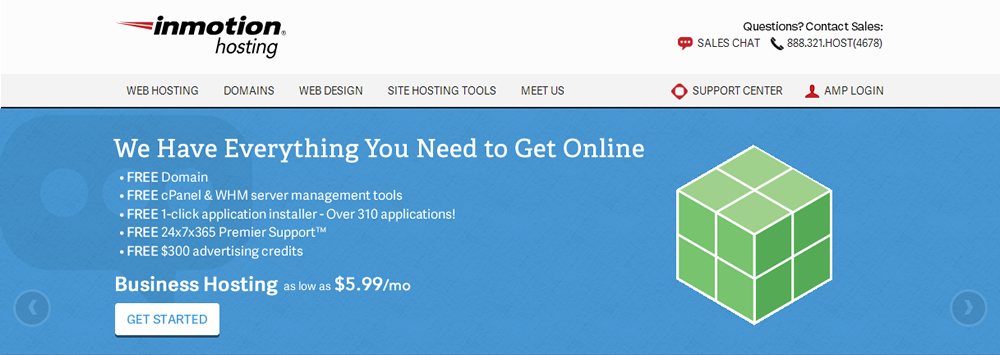 inmotion®
hosting
Questions? Contact Sales:
SALES CHAT 888.321.HOST(4678)
WEB HOSTING DOMAINS WEB DESIGN SITE HOSTING TOOLS MEET US SUPPORT CENTER AMP LOGIN
We Have Everything You Need to Get Online
• FREE Domain
• FREE cPanel & WHM server management tools
• FREE 1-click application installer - Over 310 applications!
• FREE 24x7x365 Premier Support™
• FREE $300 advertising credits
Business Hosting as low as $5.99/mo
GET STARTED